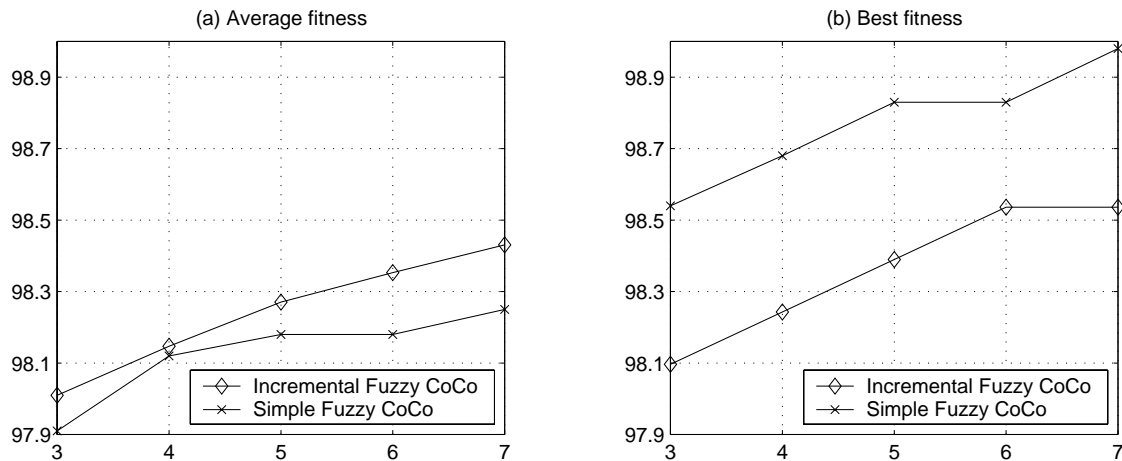 (a) Average fitness
98.9
98.7
98.5
98.3
98.1
97.9
3 4 5 6 7
Incremental Fuzzy CoCo
Simple Fuzzy CoCo
(b) Best fitness
98.9
98.7
98.5
98.3
98.1
97.9
3 4 5 6 7
Incremental Fuzzy CoCo
Simple Fuzzy CoCo